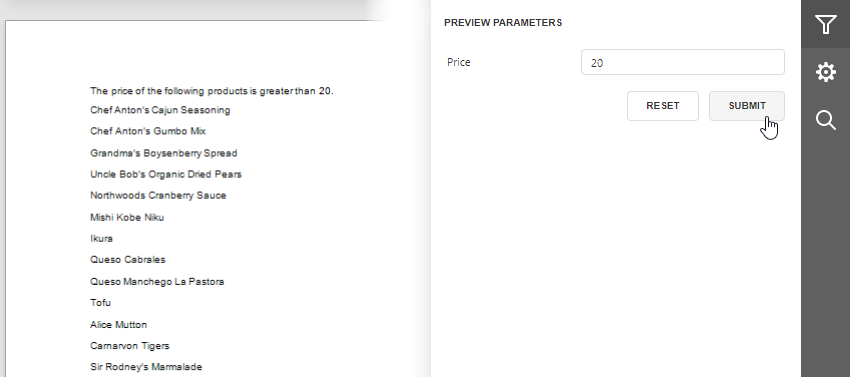 The price of the following products is greater than 20.
Chef Anton's Cajun Seasoning
Chef Anton's Gumbo Mix
Grandma's Boysenberry Spread
Uncle Bob's Organic Dried Pears
Northwoods Cranberry Sauce
Mishi Kobe Niku
Ikura
Queso Cabrales
Queso Manchego La Pastora
Tofu
Alice Mutton
Carnarvon Tigers
Sir Rodney's Marmalade
PREVIEW PARAMETERS
Price 20
RESET SUBMIT